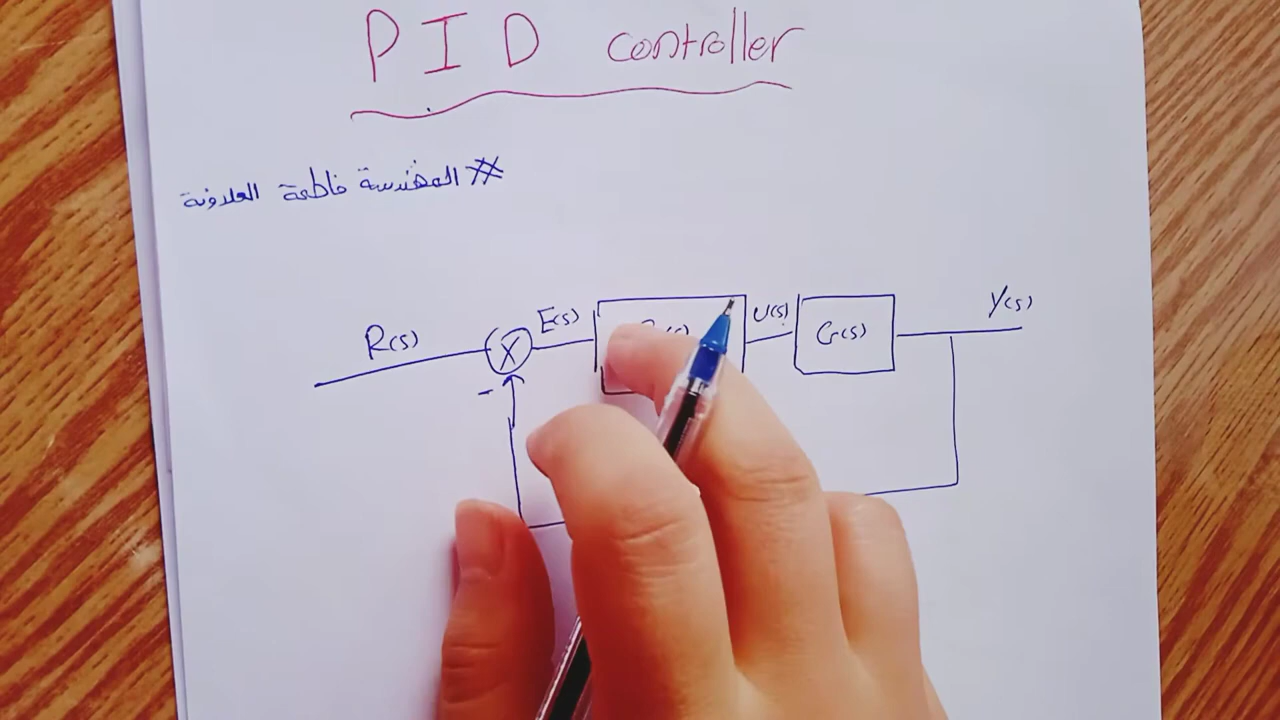 PID controller
# المهندسة فاطمة العلاونة
R(s) X E(s) U(s) G(s) Y(s)
-